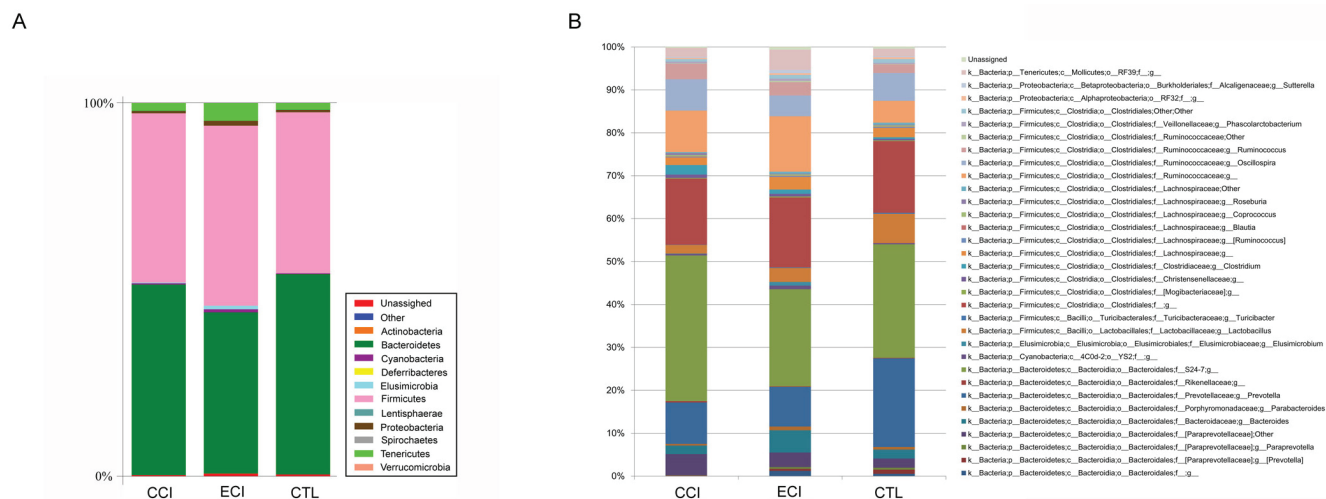 A
100%
0%
CCI ECI CTL
Unassighed
Other
Actinobacteria
Bacteroidetes
Cyanobacteria
Deferribacteres
Elusimicrobia
Firmicutes
Lentisphaerae
Proteobacteria
Spirochaetes
Tenericutes
Verrucomicrobia
B
100%
90%
80%
70%
60%
50%
40%
30%
20%
10%
0%
CCI ECI CTL
Unassigned
k__Bacteria;p__Tenericutes;c__Mollicutes;o__RF39;f__;g__
k__Bacteria;p__Proteobacteria;c__Betaproteobacteria;o__Burkholderiales;f__Alcaligenaceae;g__Sutterella
k__Bacteria;p__Proteobacteria;c__Alphaproteobacteria;o__RF32;f__;g__
k__Bacteria;p__Firmicutes;c__Clostridia;o__Clostridiales;Other;Other
k__Bacteria;p__Firmicutes;c__Clostridia;o__Clostridiales;f__Veillonellaceae;g__Phascolarctobacterium
k__Bacteria;p__Firmicutes;c__Clostridia;o__Clostridiales;f__Ruminococcaceae;Other
k__Bacteria;p__Firmicutes;c__Clostridia;o__Clostridiales;f__Ruminococcaceae;g__Ruminococcus
k__Bacteria;p__Firmicutes;c__Clostridia;o__Clostridiales;f__Ruminococcaceae;g__Oscillospira
k__Bacteria;p__Firmicutes;c__Clostridia;o__Clostridiales;f__Ruminococcaceae;g__
k__Bacteria;p__Firmicutes;c__Clostridia;o__Clostridiales;f__Lachnospiraceae;Other
k__Bacteria;p__Firmicutes;c__Clostridia;o__Clostridiales;f__Lachnospiraceae;g__Roseburia
k__Bacteria;p__Firmicutes;c__Clostridia;o__Clostridiales;f__Lachnospiraceae;g__Coprococcus
k__Bacteria;p__Firmicutes;c__Clostridia;o__Clostridiales;f__Lachnospiraceae;g__Blautia
k__Bacteria;p__Firmicutes;c__Clostridia;o__Clostridiales;f__Lachnospiraceae;g__[Ruminococcus]
k__Bacteria;p__Firmicutes;c__Clostridia;o__Clostridiales;f__Lachnospiraceae;g__
k__Bacteria;p__Firmicutes;c__Clostridia;o__Clostridiales;f__Clostridiaceae;g__Clostridium
k__Bacteria;p__Firmicutes;c__Clostridia;o__Clostridiales;f__Christensenellaceae;g__
k__Bacteria;p__Firmicutes;c__Clostridia;o__Clostridiales;f__[Mogibacteriaceae];g__
k__Bacteria;p__Firmicutes;c__Clostridia;o__Clostridiales;f__;g__
k__Bacteria;p__Firmicutes;c__Bacilli;o__Turicibacterales;f__Turicibacteraceae;g__Turicibacter
k__Bacteria;p__Firmicutes;c__Bacilli;o__Lactobacillales;f__Lactobacillaceae;g__Lactobacillus
k__Bacteria;p__Elusimicrobia;c__Elusimicrobia;o__Elusimicrobiales;f__Elusimicrobiaceae;g__Elusimicrobium
k__Bacteria;p__Cyanobacteria;c__4C0d-2;o__YS2;f__;g__
k__Bacteria;p__Bacteroidetes;c__Bacteroidia;o__Bacteroidales;f__S24-7;g__
k__Bacteria;p__Bacteroidetes;c__Bacteroidia;o__Bacteroidales;f__Rikenellaceae;g__
k__Bacteria;p__Bacteroidetes;c__Bacteroidia;o__Bacteroidales;f__Prevotellaceae;g__Prevotella
k__Bacteria;p__Bacteroidetes;c__Bacteroidia;o__Bacteroidales;f__Porphyromonadaceae;g__Parabacteroides
k__Bacteria;p__Bacteroidetes;c__Bacteroidia;o__Bacteroidales;f__Bacteroidaceae;g__Bacteroides
k__Bacteria;p__Bacteroidetes;c__Bacteroidia;o__Bacteroidales;f__[Paraprevotellaceae];Other
k__Bacteria;p__Bacteroidetes;c__Bacteroidia;o__Bacteroidales;f__[Paraprevotellaceae];g__Paraprevotella
k__Bacteria;p__Bacteroidetes;c__Bacteroidia;o__Bacteroidales;f__[Paraprevotellaceae];g__[Prevotella]
k__Bacteria;p__Bacteroidetes;c__Bacteroidia;o__Bacteroidales;f__;g__